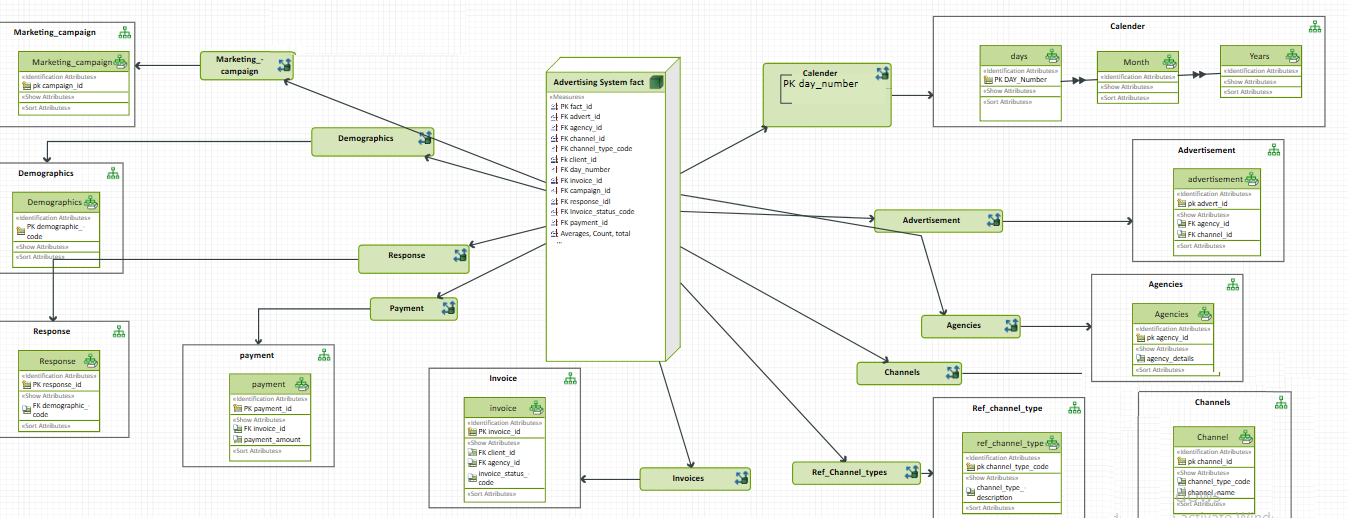 Marketing_campaign
Marketing_campaign
«Identification Attributes»
pk campaign_id
«Show Attributes»
«Sort Attributes»
Marketing_-
campaign
Demographics
Demographics
Demographics
«Identification Attributes»
PK demographic_-
code
«Show Attributes»
«Sort Attributes»
Response
Response
Response
«Identification Attributes»
PK response_id
«Show Attributes»
FK demographic_-
code
«Sort Attributes»
Payment
payment
payment
«Identification Attributes»
PK payment_id
«Show Attributes»
FK invoice_id
payment_amount
«Sort Attributes»
Invoice
invoice
«Identification Attributes»
PK invoice_id
«Show Attributes»
FK client_id
FK agency_id
invoice_status_-
code
«Sort Attributes»
Invoices
Advertising System fact
«Measures»
PK fact_id
FK advert_id
FK agency_id
FK channel_id
FK channel_type_code
Fk client_id
FK day_number
FK invoice_id
FK campaign_id
FK response_idl
FK Invoice_status_code
FK payment_id
Averages, Count, total
...
Calender
PK day_number
Calender
days
«Identification Attributes»
PK DAY_Number
«Show Attributes»
«Sort Attributes»
Month
«Identification Attributes»
«Show Attributes»
«Sort Attributes»
Years
«Identification Attributes»
«Show Attributes»
«Sort Attributes»
Advertisement
Advertisement
advertisement
«Identification Attributes»
pk advert_id
«Show Attributes»
FK agency_id
FK channel_id
«Sort Attributes»
Agencies
Agencies
Agencies
«Identification Attributes»
pk agency_id
«Show Attributes»
agency_details
«Sort Attributes»
Channels
Ref_Channel_types
Ref_channel_type
ref_channel_type
«Identification Attributes»
pk channel_type_code
«Show Attributes»
channel_type_-
description
«Sort Attributes»
Channels
Channel
«Identification Attributes»
pk channel_id
«Show Attributes»
channel_type_code
channel_name
«Sort Attributes»